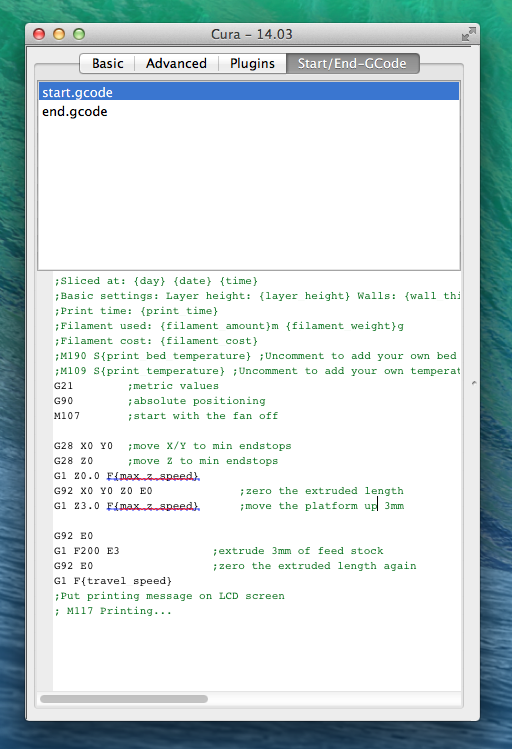 Cura – 14.03
Basic Advanced Plugins Start/End-GCode
start.gcode
end.gcode
;Sliced at: {day} {date} {time}
;Basic settings: Layer height: {layer height} Walls: {wall thi
;Print time: {print time}
;Filament used: {filament amount}m {filament weight}g
;Filament cost: {filament cost}
;M190 S{print bed temperature} ;Uncomment to add your own bed
;M109 S{print temperature} ;Uncomment to add your own temperat
G21 ;metric values
G90 ;absolute positioning
M107 ;start with the fan off
G28 X0 Y0 ;move X/Y to min endstops
G28 Z0 ;move Z to min endstops
G1 Z0.0 F{max z speed}
G92 X0 Y0 Z0 E0 ;zero the extruded length
G1 Z3.0 F{max z speed} ;move the platform up 3mm
G92 E0
G1 F200 E3 ;extrude 3mm of feed stock
G92 E0 ;zero the extruded length again
G1 F{travel speed}
;Put printing message on LCD screen
; M117 Printing...